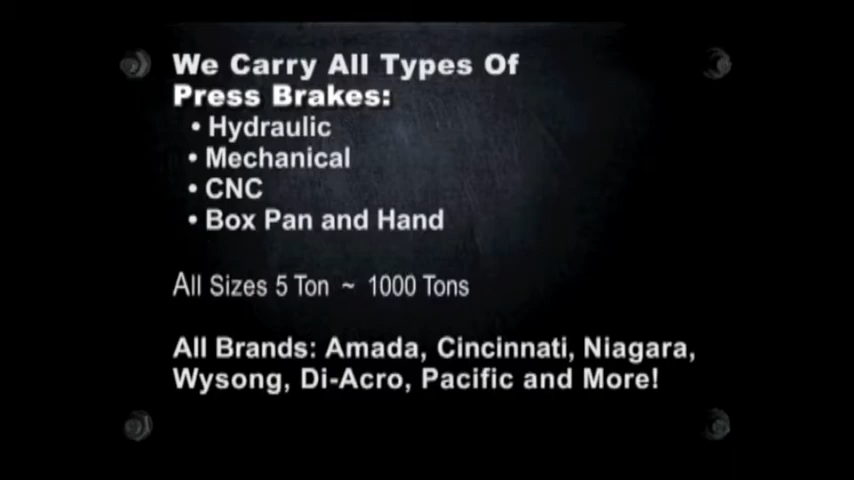 We Carry All Types Of
Press Brakes:
• Hydraulic
• Mechanical
• CNC
• Box Pan and Hand
All Sizes 5 Ton ~ 1000 Tons
All Brands: Amada, Cincinnati, Niagara,
Wysong, Di-Acro, Pacific and More!